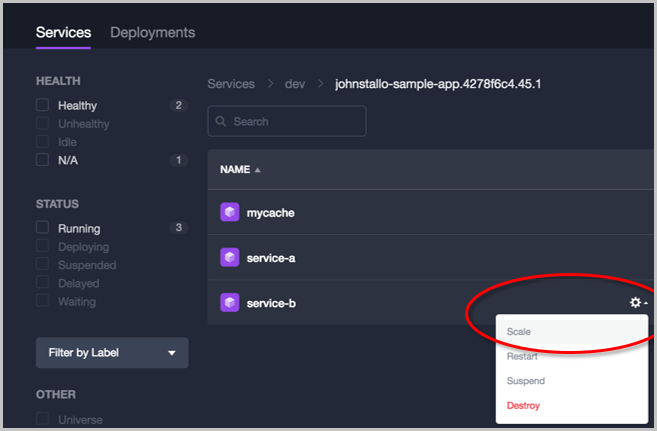 Services Deployments
HEALTH
Healthy 2
Unhealthy
Idle
N/A 1
STATUS
Running 3
Deploying
Suspended
Delayed
Waiting
Filter by Label
OTHER
Universe
Services > dev > johnstallo-sample-app.4278f6c4.45.1
Search
NAME
mycache
service-a
service-b
Scale
Restart
Suspend
Destroy